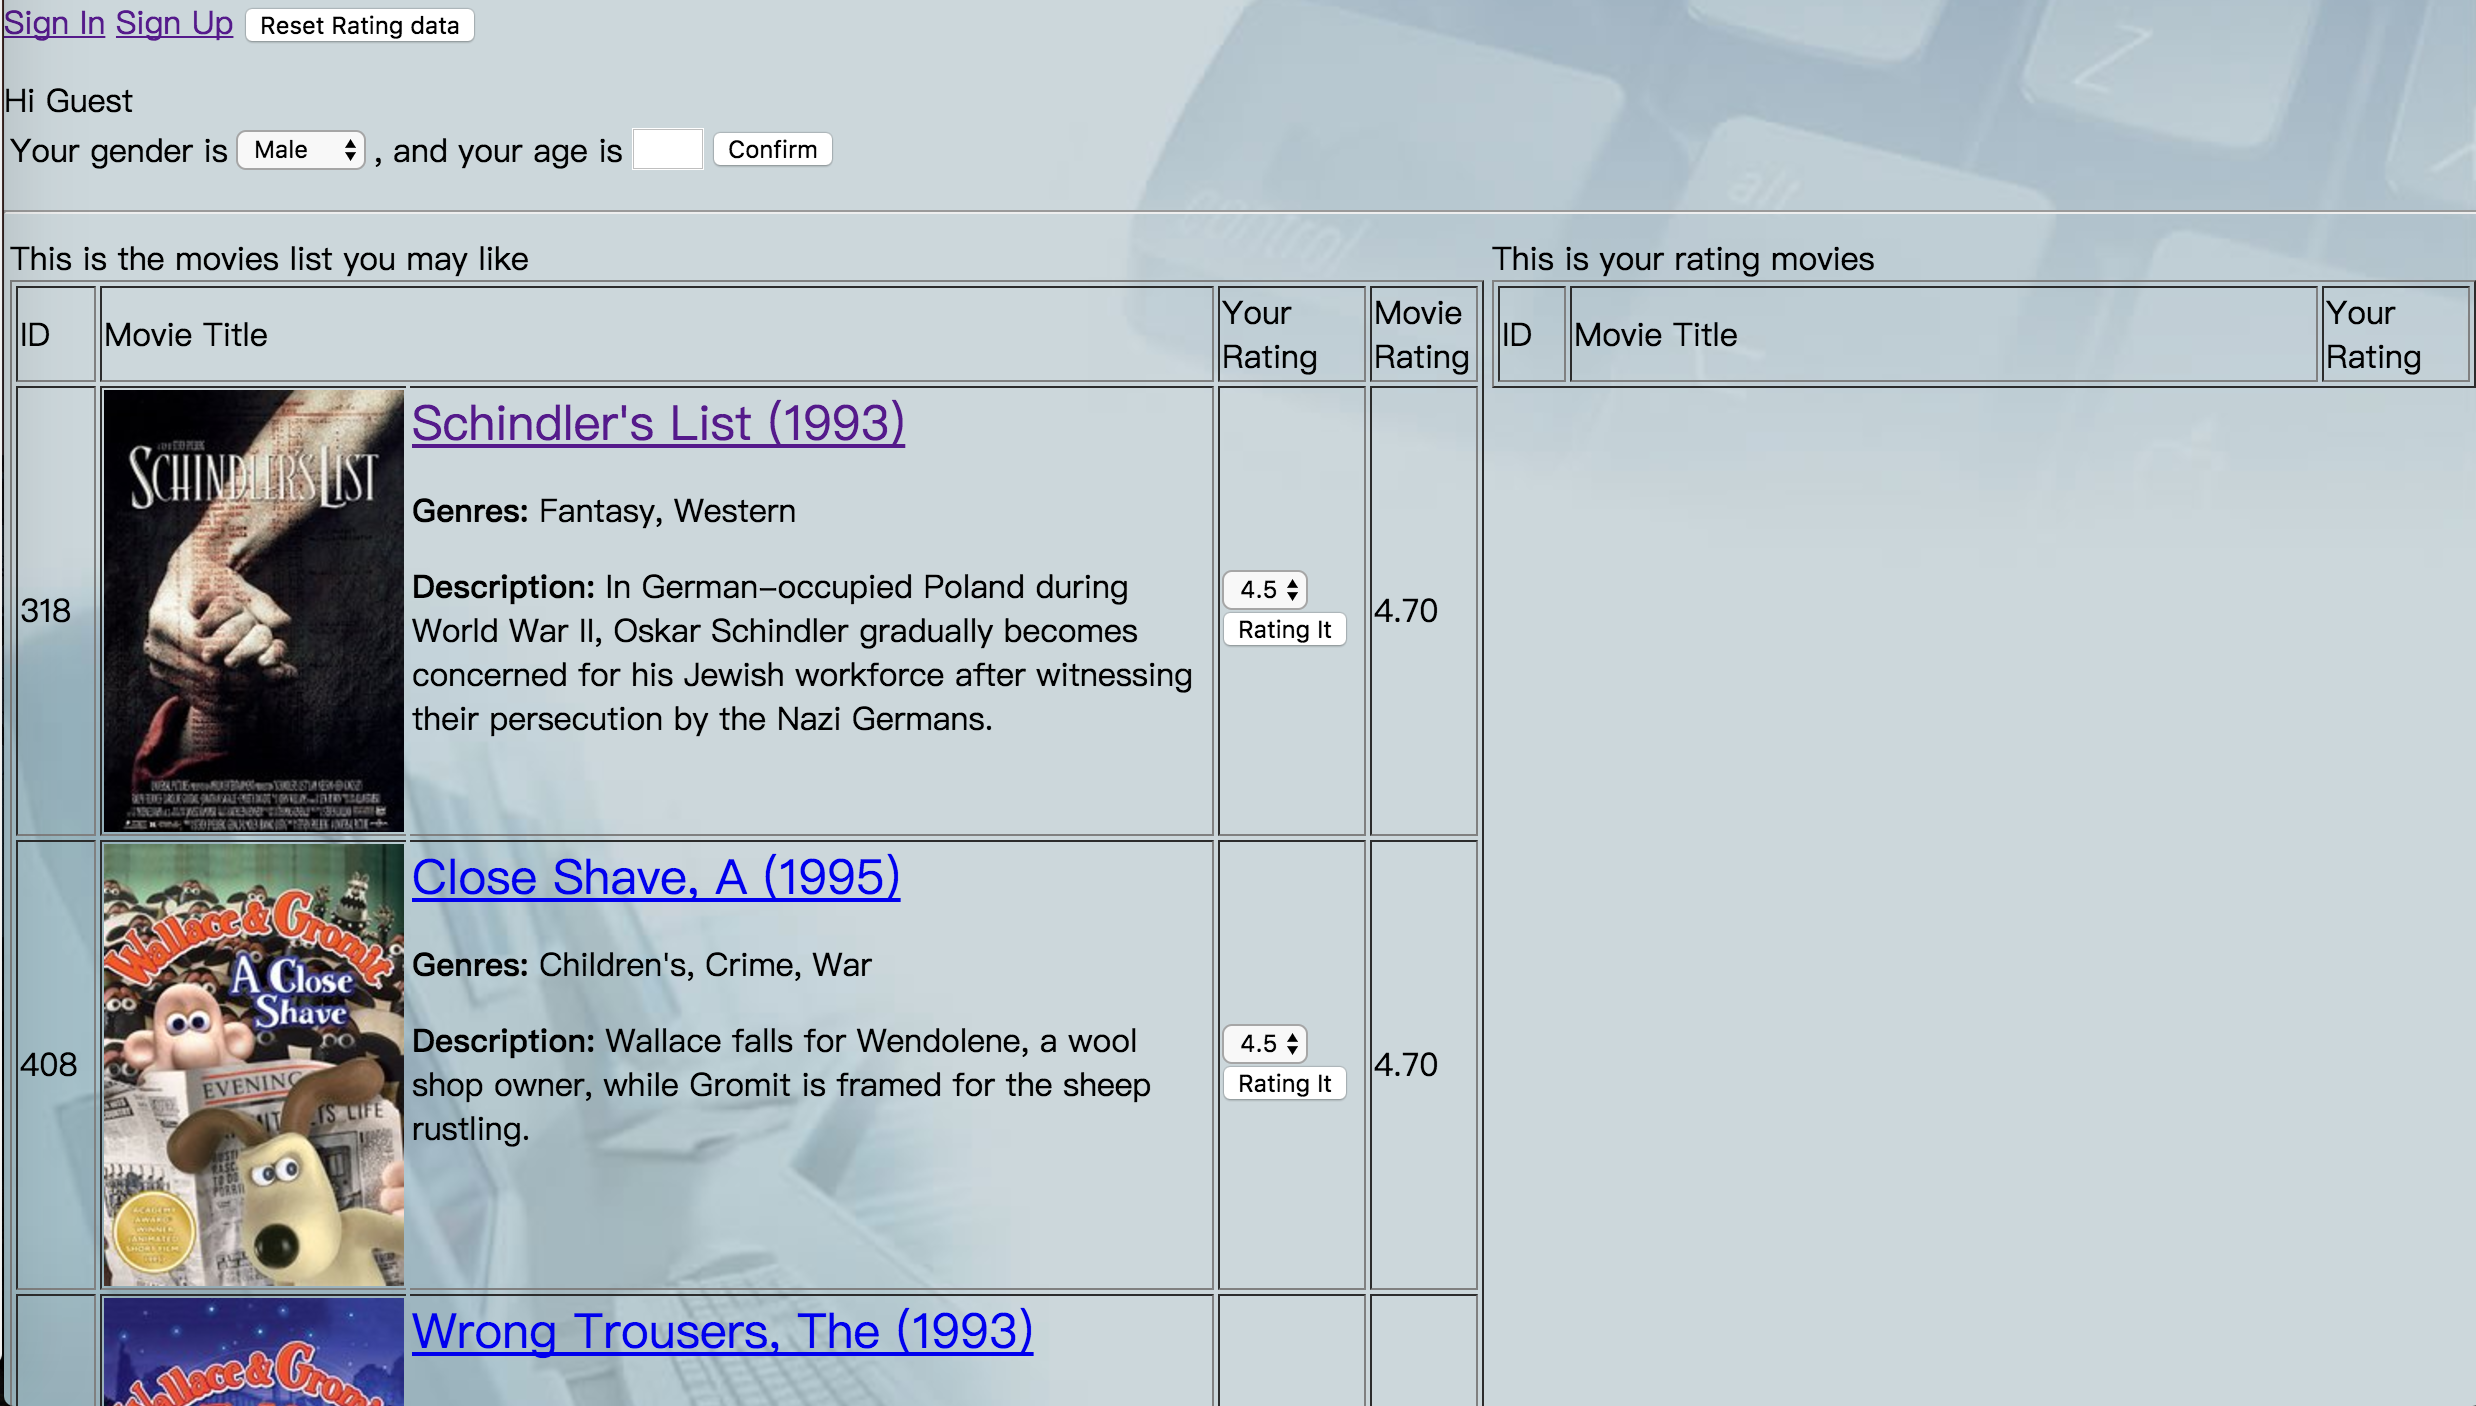 Sign In Sign Up Reset Rating data
Hi Guest
Your gender is Male , and your age is Confirm
control
alt
Z
This is the movies list you may like
ID Movie Title Your Rating Movie Rating
318
SCHINDLER'S LIST
Schindler's List (1993)
Genres: Fantasy, Western
Description: In German-occupied Poland during
World War II, Oskar Schindler gradually becomes
concerned for his Jewish workforce after witnessing
their persecution by the Nazi Germans.
4.5
Rating It
4.70
408
Wallace & Gromit
A Close
Shave
EVENING
Close Shave, A (1995)
Genres: Children's, Crime, War
Description: Wallace falls for Wendolene, a wool
shop owner, while Gromit is framed for the sheep
rustling.
4.5
Rating It
4.70
Wallace & Grom
Wrong Trousers, The (1993)
This is your rating movies
ID Movie Title Your Rating